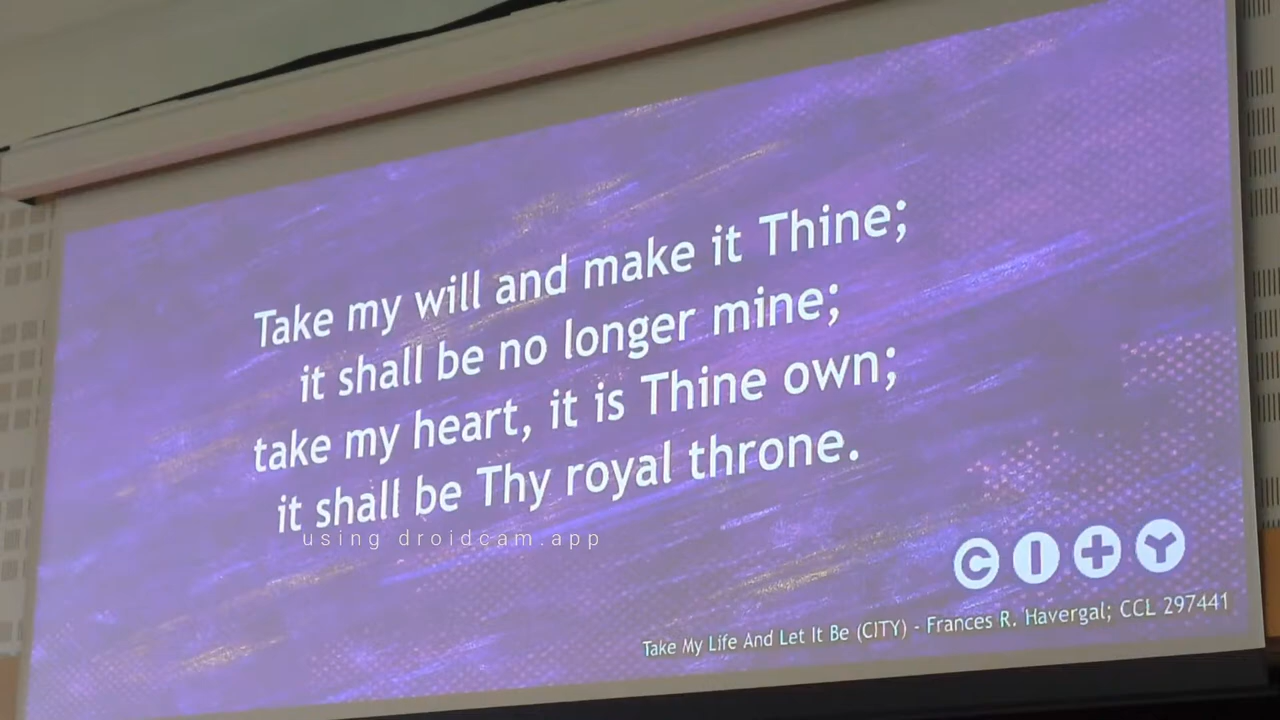 Take my will and make it Thine;
it shall be no longer mine;
take my heart, it is Thine own;
it shall be Thy royal throne.
using droidcam.app
CITY
Take My Life And Let It Be (CITY) - Frances R. Havergal; CCL 297441